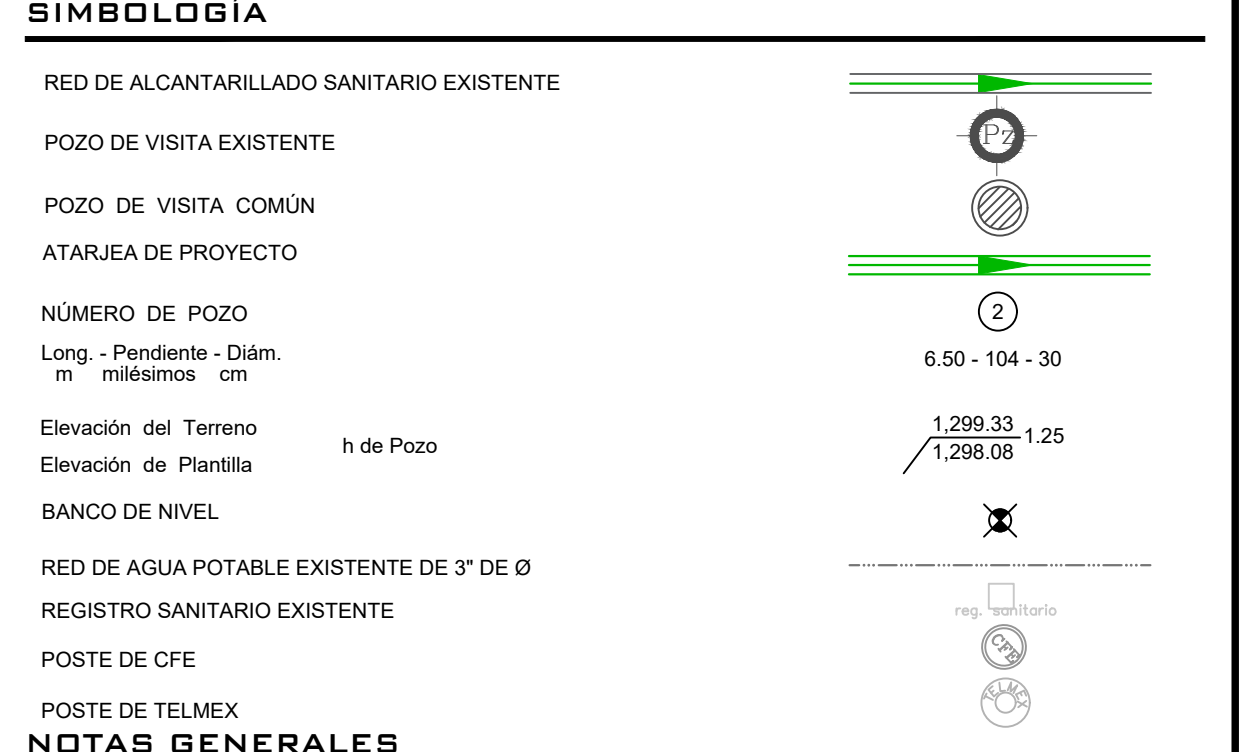 SIMBOLOGÍA
RED DE ALCANTARILLADO SANITARIO EXISTENTE
POZO DE VISITA EXISTENTE
Pz
POZO DE VISITA COMÚN
ATARJEA DE PROYECTO
NÚMERO DE POZO
2
Long. - Pendiente - Diám.
m milésimos cm
6.50 - 104 - 30
Elevación del Terreno
Elevación de Plantilla
h de Pozo
1,299.33
1,298.08
1.25
BANCO DE NIVEL
RED DE AGUA POTABLE EXISTENTE DE 3" DE Ø
REGISTRO SANITARIO EXISTENTE
reg. sanitario
POSTE DE CFE
CFE
POSTE DE TELMEX
TELMEX
NOTAS GENERALES